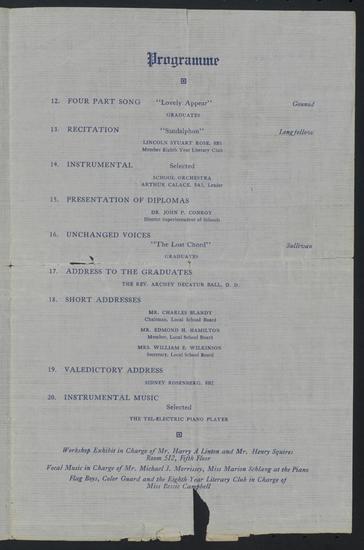 Programme
12. FOUR PART SONG "Lovely Appear" Gounod
GRADUATES
13. RECITATION "Sandalphon" Longfellow
LINCOLN STUART ROSE, 8B1
Member Eighth Year Literary Club
14. INSTRUMENTAL Selected
SCHOOL ORCHESTRA
ARTHUR CALACE, 8A1, Leader
15. PRESENTATION OF DIPLOMAS
DR. JOHN P. CONROY
District Superintendent of Schools
16. UNCHANGED VOICES
"The Lost Chord" Sullivan
GRADUATES
17. ADDRESS TO THE GRADUATES
THE REV. ARCHEY DECATUR BALL, D. D.
18. SHORT ADDRESSES
MR. CHARLES BLANDY
Chairman, Local School Board
MR. EDMOND H. HAMILTON
Member, Local School Board
MRS. WILLIAM E. WILKINSON
Secretary, Local School Board
19. VALEDICTORY ADDRESS
SIDNEY ROSENBERG, 8B2
20. INSTRUMENTAL MUSIC
Selected
THE TEL-ELECTRIC PIANO PLAYER
Workshop Exhibit in Charge of Mr. Harry A Linton and Mr. Henry Squires
Room 512, Fifth Floor
Vocal Music in Charge of Mr. Michael J. Morrissey, Miss Marion Schlang at the Piano
Flag Boys, Color Guard and the Eighth Year Literary Club in Charge of
Miss Bessie Campbell